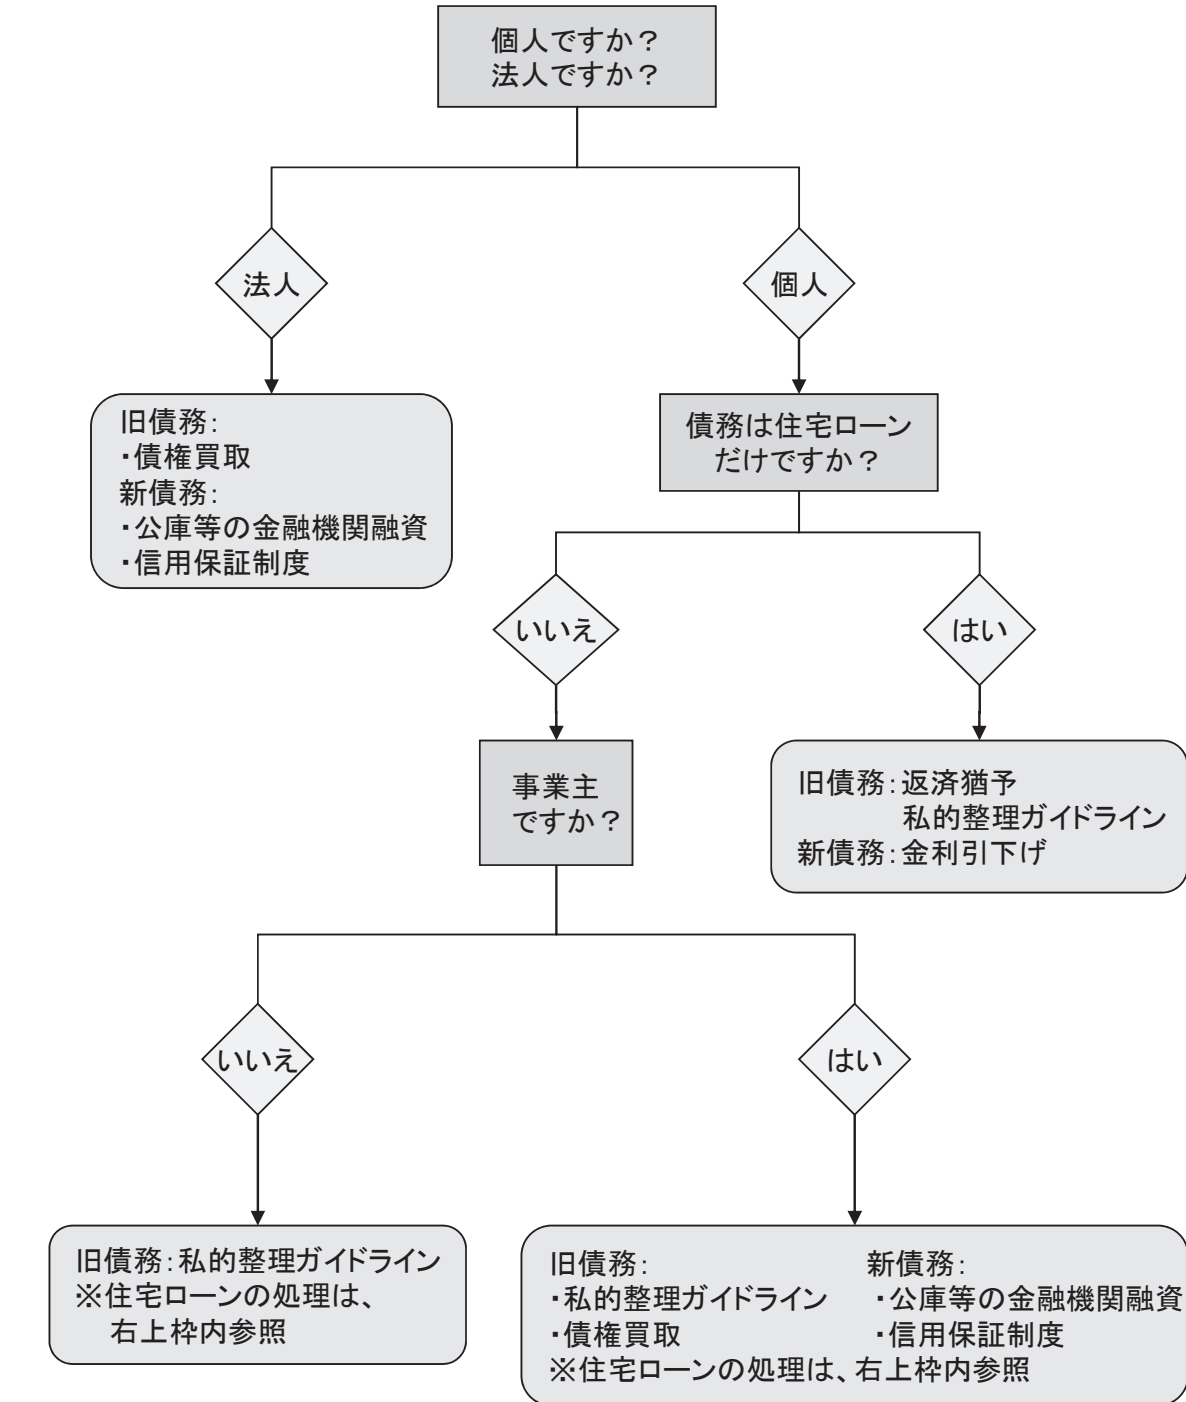 個人ですか？
法人ですか？
法人
個人
旧債務：
・債権買取
新債務：
・公庫等の金融機関融資
・信用保証制度
債務は住宅ローン
だけですか？
いいえ
はい
事業主
ですか？
旧債務：返済猶予
私的整理ガイドライン
新債務：金利引下げ
いいえ
はい
旧債務：私的整理ガイドライン
※住宅ローンの処理は、
右上枠内参照
旧債務：
・私的整理ガイドライン
・債権買取
新債務：
・公庫等の金融機関融資
・信用保証制度
※住宅ローンの処理は、右上枠内参照